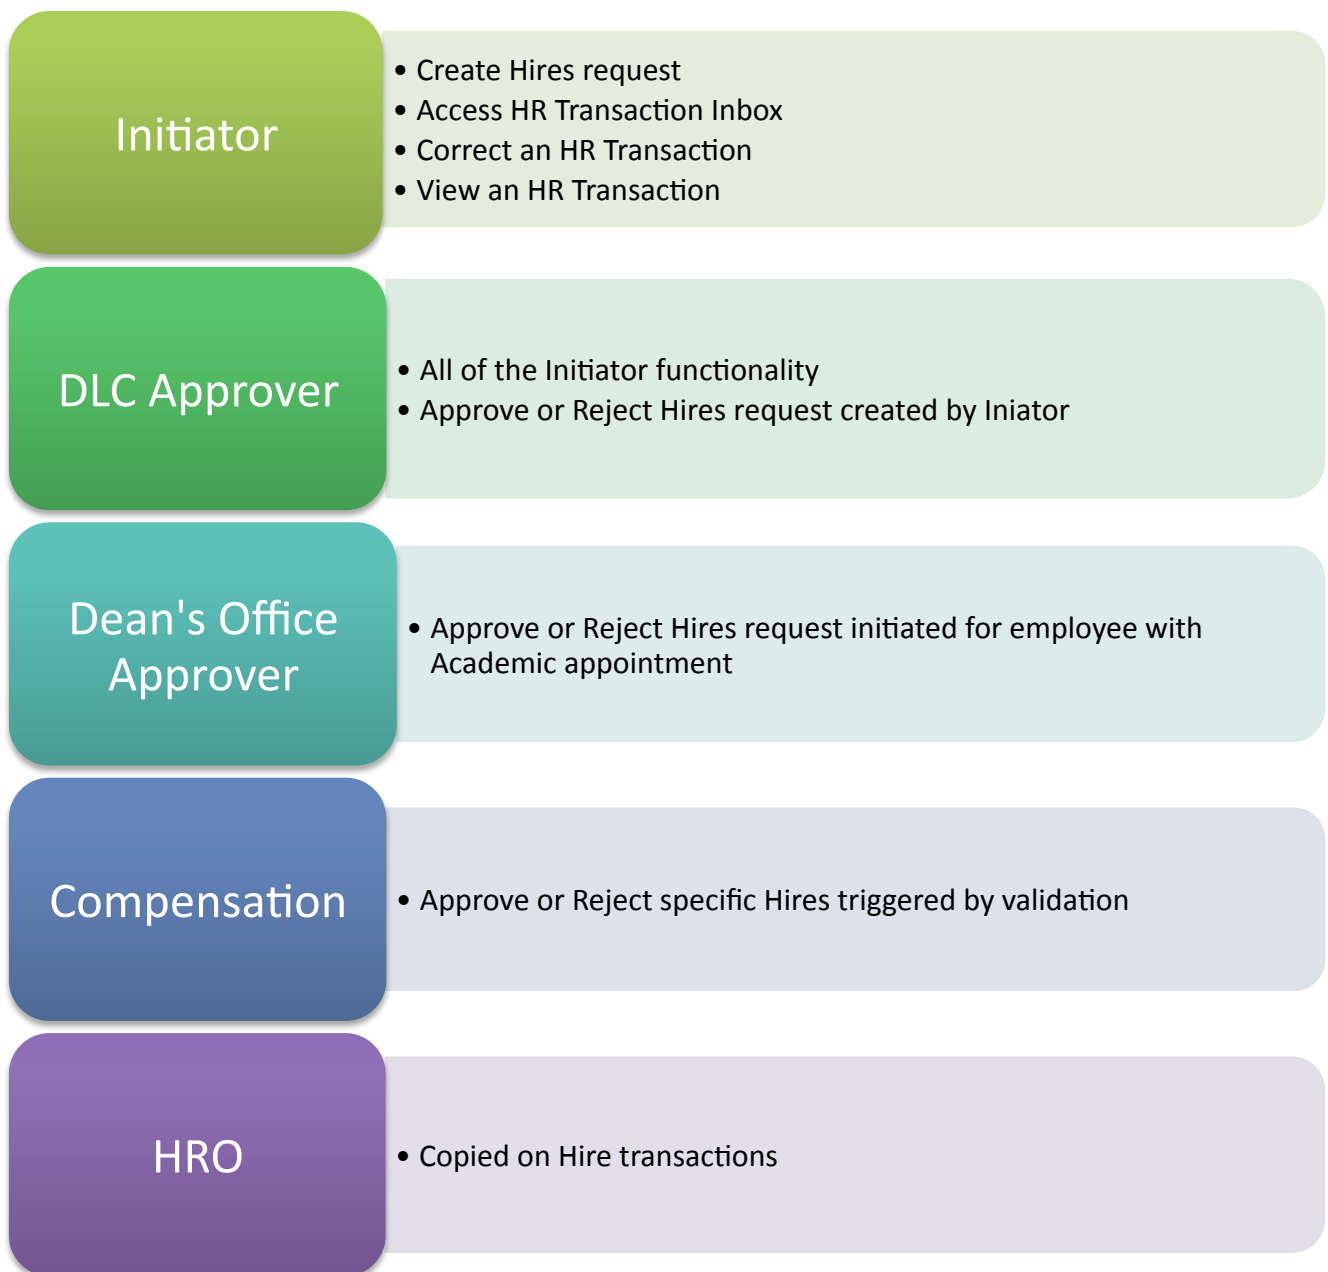 Initiator
• Create Hires request
• Access HR Transaction Inbox
• Correct an HR Transaction
• View an HR Transaction
DLC Approver
• All of the Initiator functionality
• Approve or Reject Hires request created by Iniator
Dean's Office
Approver
• Approve or Reject Hires request initiated for employee with
Academic appointment
Compensation
• Approve or Reject specific Hires triggered by validation
HRO
• Copied on Hire transactions